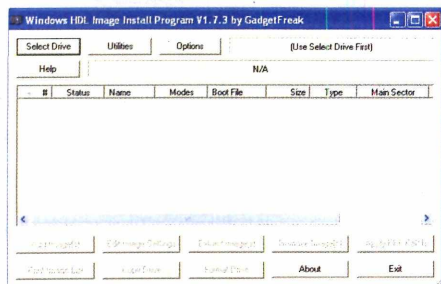 Windows HDL Image Install Program V1.7.3 by GadgetFreak
Select Drive Utilities Options (Use Select Drive First)
Help N/A
# Status Name Modes Boot File Size Type Main Sector
About Exit